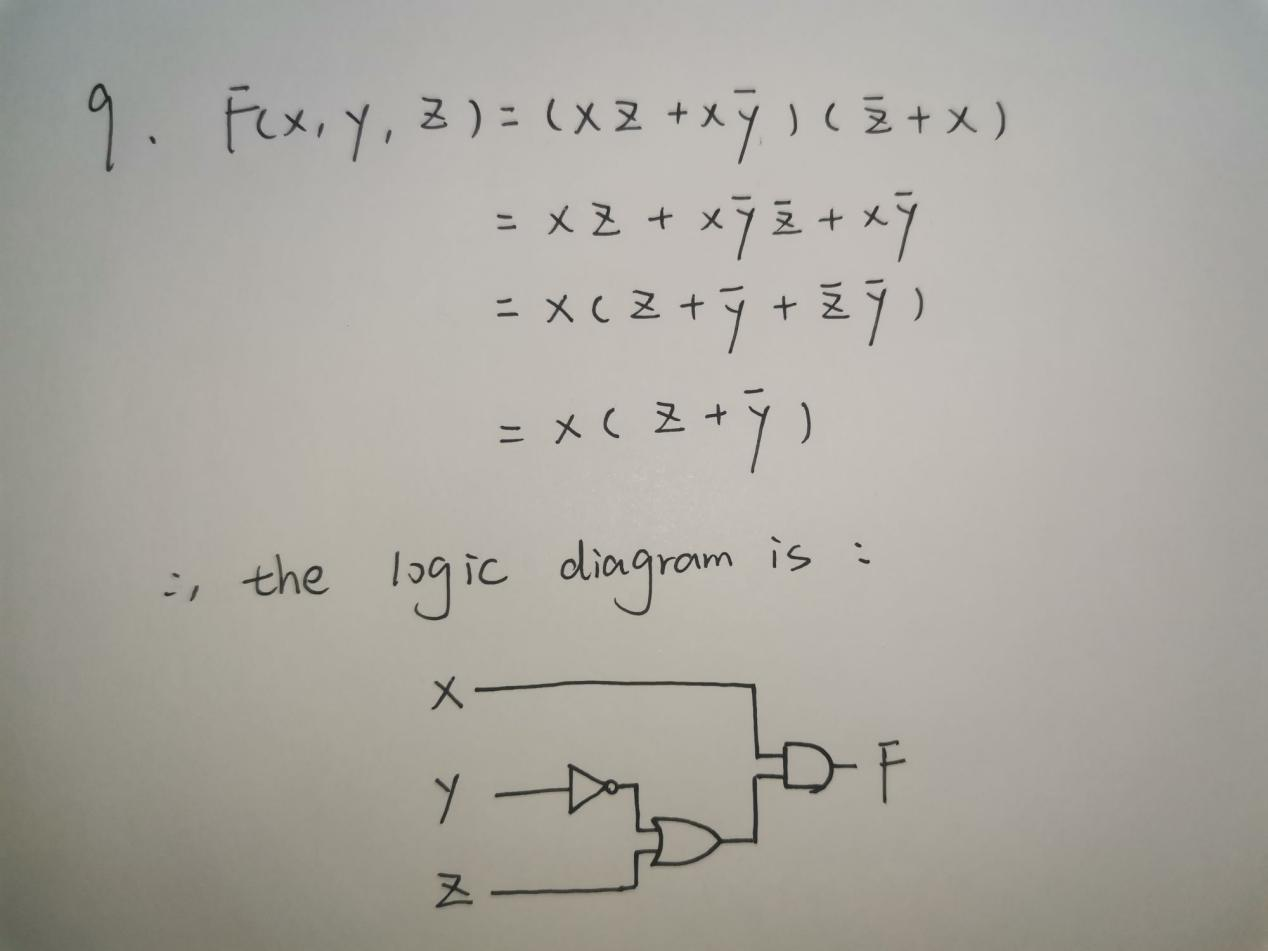 9. F(x, y, z) = (xz + xȳ)(z̄ + x)
= xz + xȳz̄ + xȳ
= x(z + ȳ + z̄ȳ)
= x(z + ȳ)
∴, the logic diagram is :
x
y
z
F